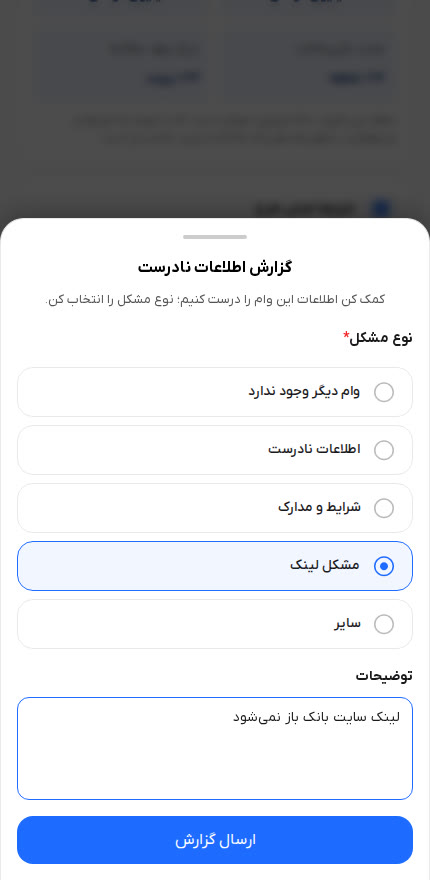 گزارش اطلاعات نادرست
کمک کن اطلاعات این وام را درست کنیم؛ نوع مشکل را انتخاب کن.
نوع مشکل*
وام دیگر وجود ندارد
اطلاعات نادرست
شرایط و مدارک
مشکل لینک
سایر
توضیحات
لینک سایت بانک باز نمی‌شود
ارسال گزارش